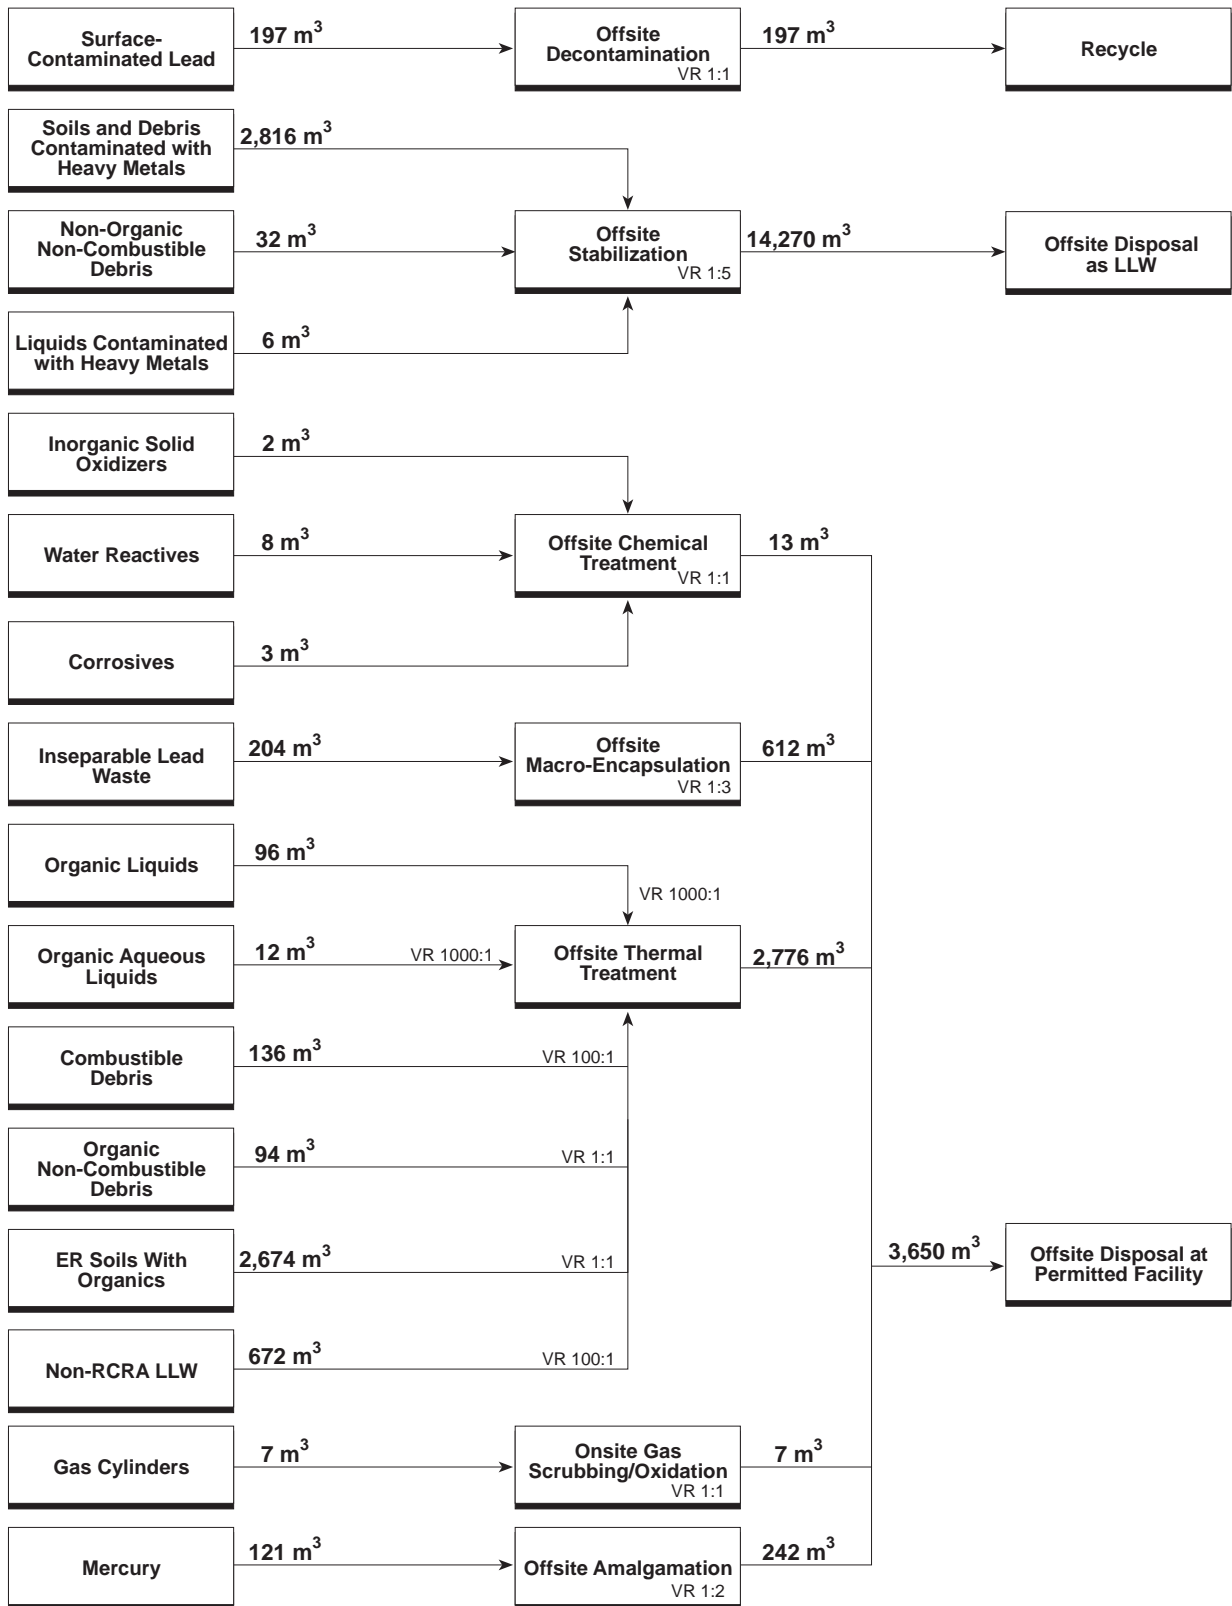 Surface-
Contaminated Lead
197 m³
Offsite
Decontamination
VR 1:1
197 m³
Recycle
Soils and Debris
Contaminated with
Heavy Metals
2,816 m³
Non-Organic
Non-Combustible
Debris
32 m³
Offsite
Stabilization
VR 1:5
14,270 m³
Offsite Disposal
as LLW
Liquids Contaminated
with Heavy Metals
6 m³
Inorganic Solid
Oxidizers
2 m³
Water Reactives
8 m³
Offsite Chemical
Treatment
VR 1:1
13 m³
Corrosives
3 m³
Inseparable Lead
Waste
204 m³
Offsite
Macro-Encapsulation
VR 1:3
612 m³
Organic Liquids
96 m³
VR 1000:1
Organic Aqueous
Liquids
12 m³
VR 1000:1
Offsite Thermal
Treatment
2,776 m³
Combustible
Debris
136 m³
VR 100:1
Organic
Non-Combustible
Debris
94 m³
VR 1:1
ER Soils With
Organics
2,674 m³
VR 1:1
3,650 m³
Offsite Disposal at
Permitted Facility
Non-RCRA LLW
672 m³
VR 100:1
Gas Cylinders
7 m³
Onsite Gas
Scrubbing/Oxidation
VR 1:1
7 m³
Mercury
121 m³
Offsite Amalgamation
VR 1:2
242 m³